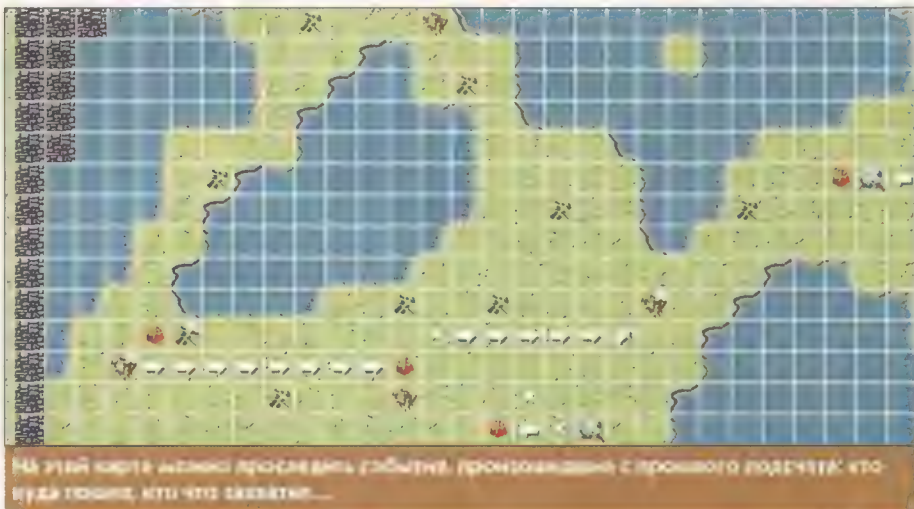 На этой карте можно проследить события, произошедшие с прошлого подсчета: кто
куда пошел, кто что захватил...